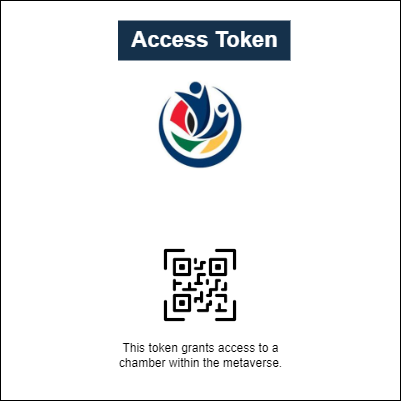 Access Token
This token grants access to a
chamber within the metaverse.